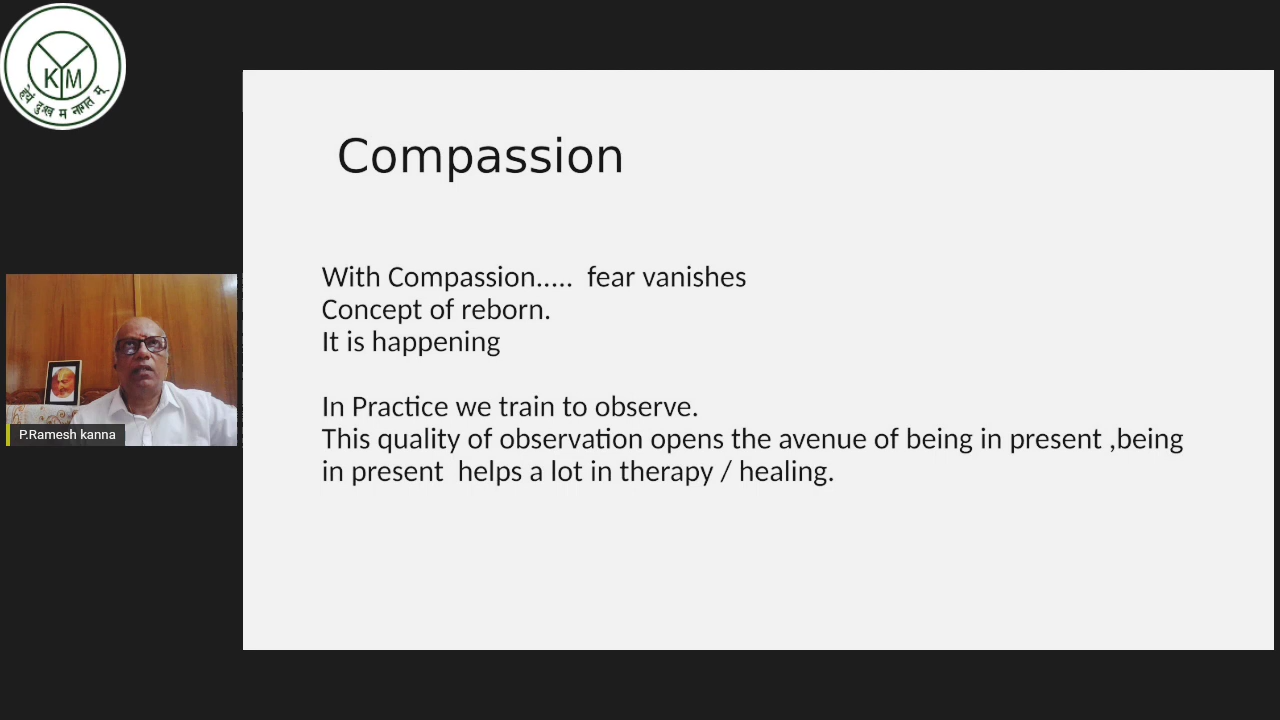 KYM
हेयं दुःख म नागत म्
Compassion
With Compassion.....  fear vanishes
Concept of reborn.
It is happening
In Practice we train to observe.
This quality of observation opens the avenue of being in present ,being
in present  helps a lot in therapy / healing.
P.Ramesh kanna